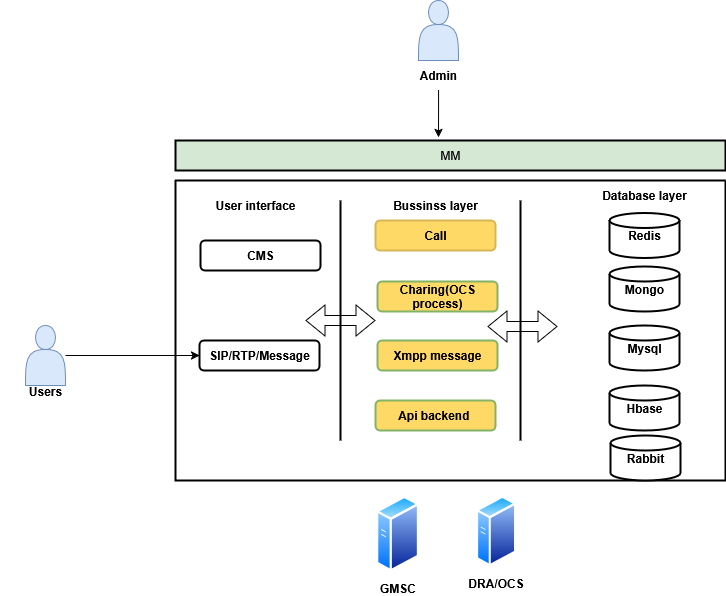 Admin
MM
User interface
Bussinss layer
Database layer
Call
Redis
CMS
Charing(OCS
process)
Mongo
SIP/RTP/Message
Xmpp message
Mysql
Users
Api backend
Hbase
Rabbit
GMSC
DRA/OCS